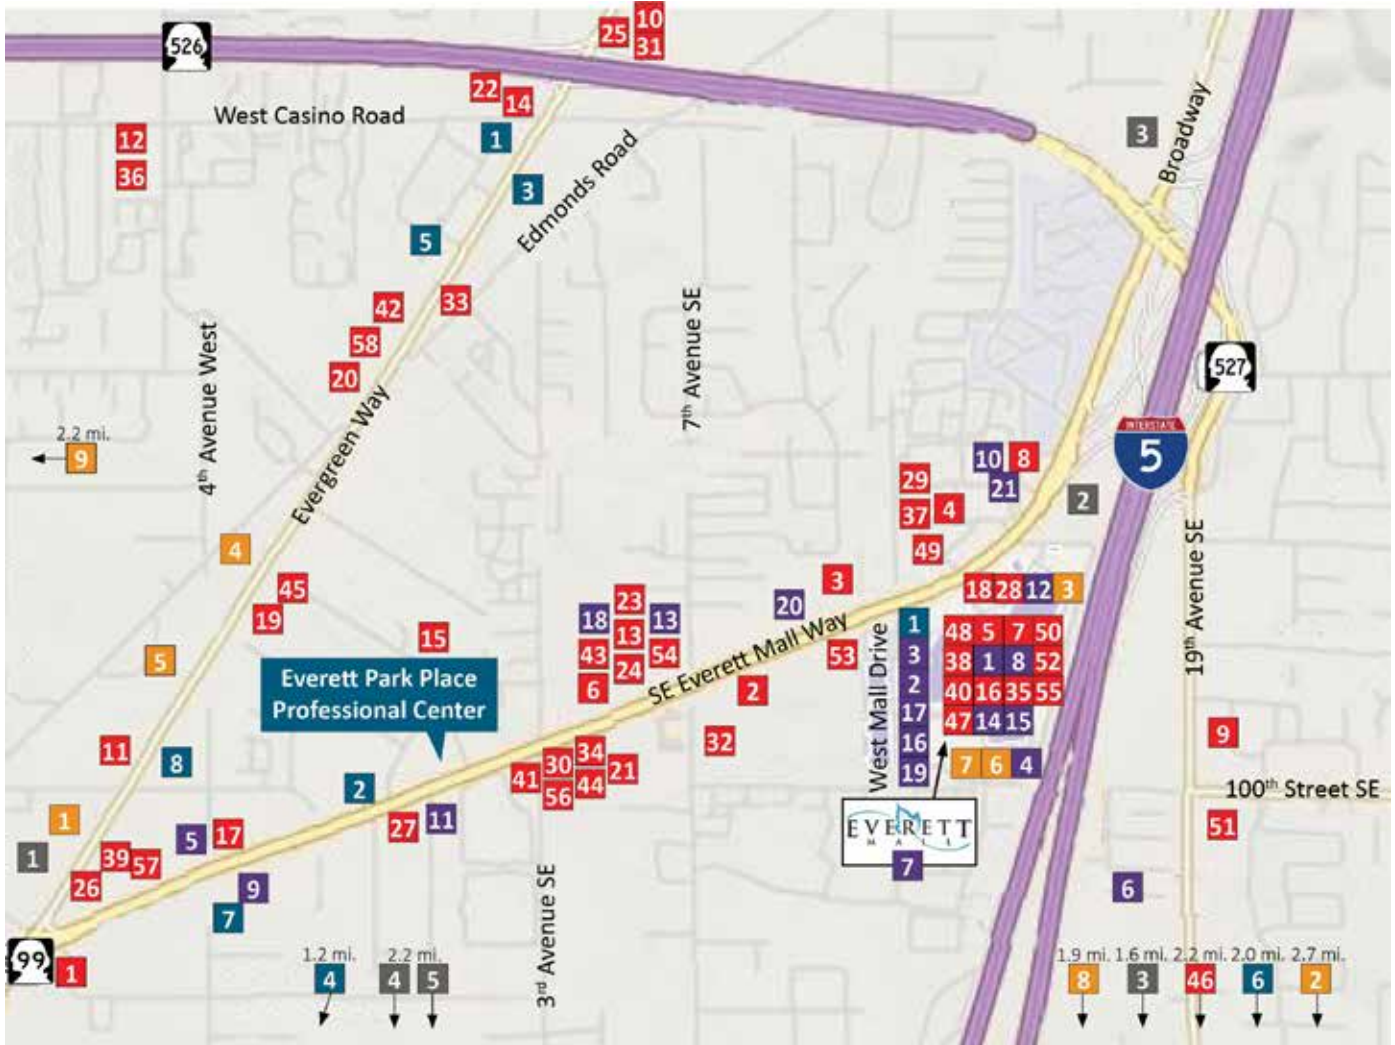 10
25
31
526
22
14
West Casino Road
1
12
36
3
3
Edmonds Road
Broadway
5
42
33
58
20
4th Avenue West
7th Avenue SE
Evergreen Way
527
INTERSTATE
5
2.2 mi.
9
10
8
21
29
37
4
49
2
4
45
19
15
5
3
20
18 28 12 3
23
18
13
13
43
54
24
6
SE Everett Mall Way
53
2
32
19th Avenue SE
West Mall Drive
1
3
2
17
16
19
48 5 7 50
38 1 8 52
40 16 35 55
47 14 15
7 6 4
Everett Park Place
Professional Center
11
8
2
34
30
21
41
44
56
27
11
9
100th Street SE
51
EVERETT
MALL
7
6
1
1
5
17
39
57
26
9
7
3rd Avenue SE
99
1
1.2 mi.
4
2.2 mi.
4
5
1.9 mi.
8
1.6 mi.
3
2.2 mi.
46
2.0 mi.
6
2.7 mi.
2